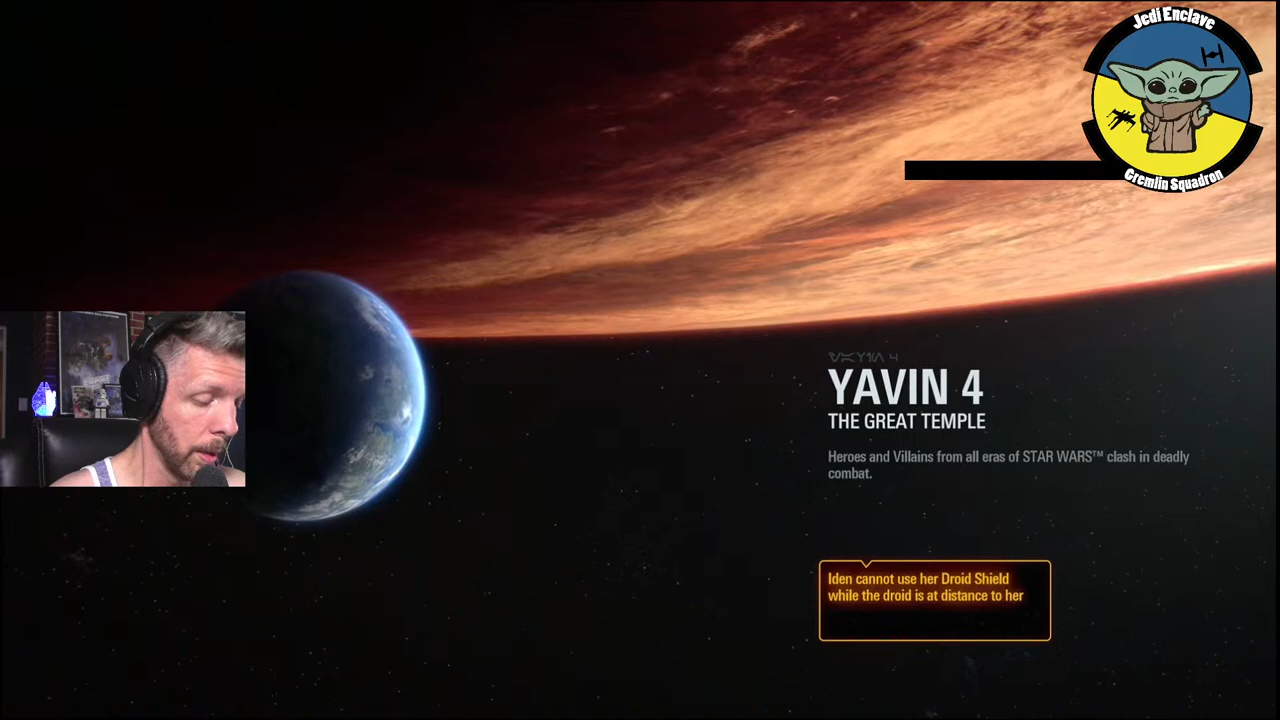 Jedi Enclave
Gremlin Squadron
YAVIN 4
THE GREAT TEMPLE
Heroes and Villains from all eras of STAR WARS™ clash in deadly
combat.
Iden cannot use her Droid Shield
while the droid is at distance to her